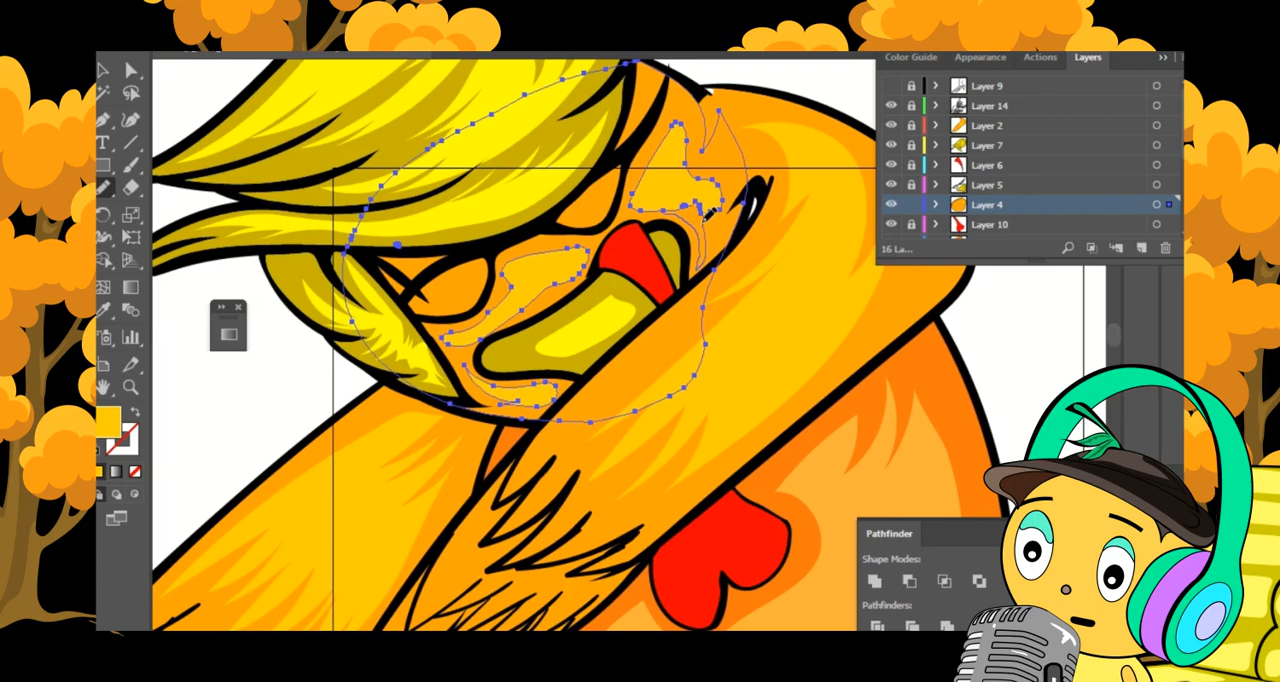 Color Guide Appearance Actions Layers
Layer 9
Layer 14
Layer 2
Layer 7
Layer 6
Layer 5
Layer 4
Layer 10
16 La...
Pathfinder
Shape Modes:
Pathfinders: